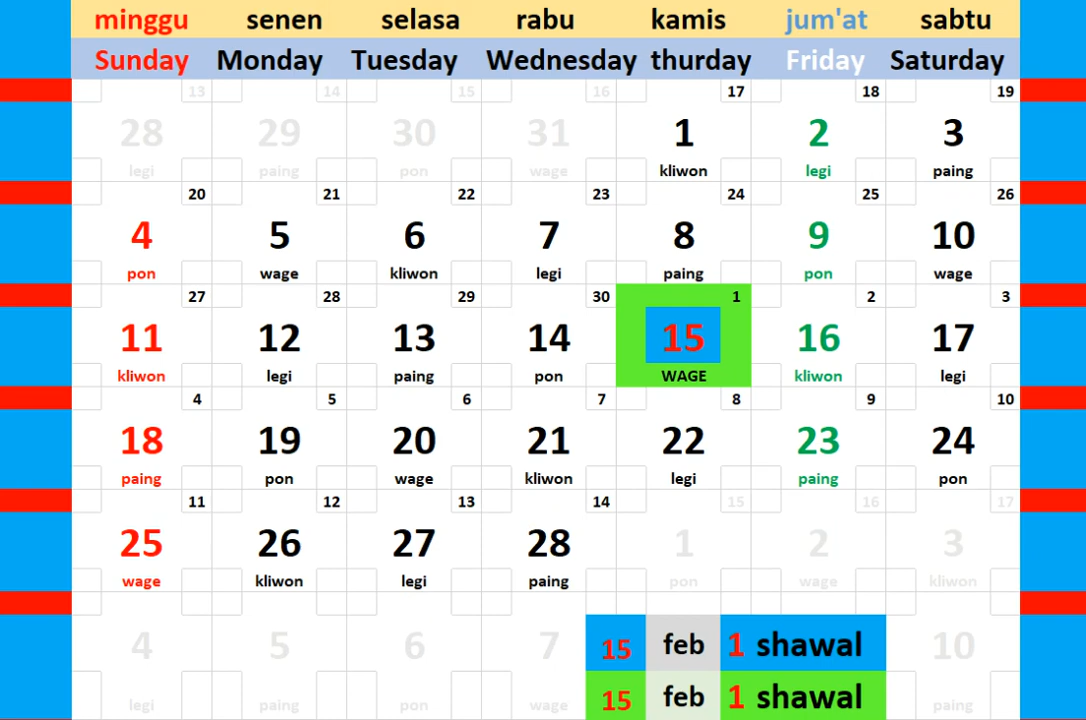 minggu senen selasa rabu kamis jum'at sabtu
Sunday Monday Tuesday Wednesday thurday Friday Saturday
13 14 15 16 17 18 19
28 29 30 31 1 2 3
legi paing pon wage kliwon legi paing
20 21 22 23 24 25 26
4 5 6 7 8 9 10
pon wage kliwon legi paing pon wage
27 28 29 30 1 2 3
11 12 13 14 15 16 17
kliwon legi paing pon WAGE kliwon legi
4 5 6 7 8 9 10
18 19 20 21 22 23 24
paing pon wage kliwon legi paing pon
11 12 13 14 15 16 17
25 26 27 28 1 2 3
wage kliwon legi paing pon wage kliwon
4 5 6 7 15 feb 1 shawal 10
legi paing pon wage 15 feb 1 shawal paing